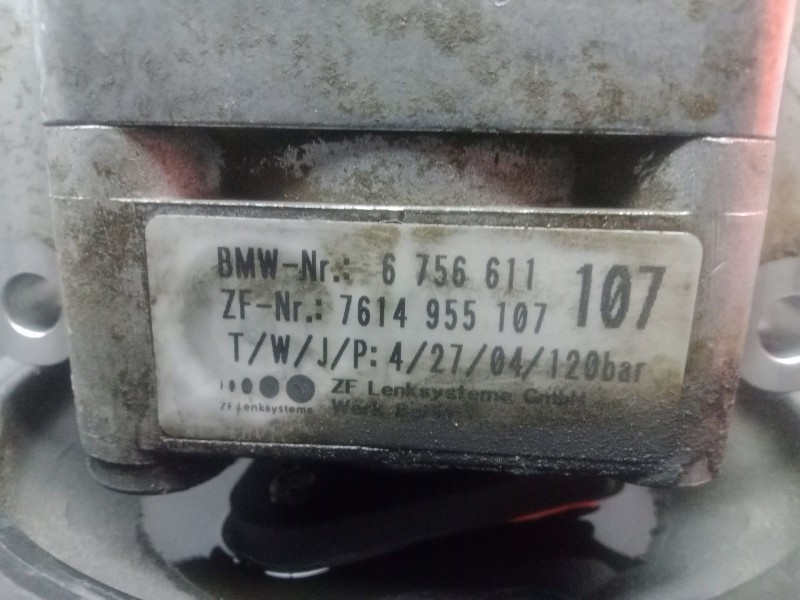 BMW-Nr.: 6 756 611 107
ZF-Nr.: 7614 955 107
T/W/J/P: 4/27/04/120bar
ZF Lenksysteme GmbH
ZF Lenksysteme Werk